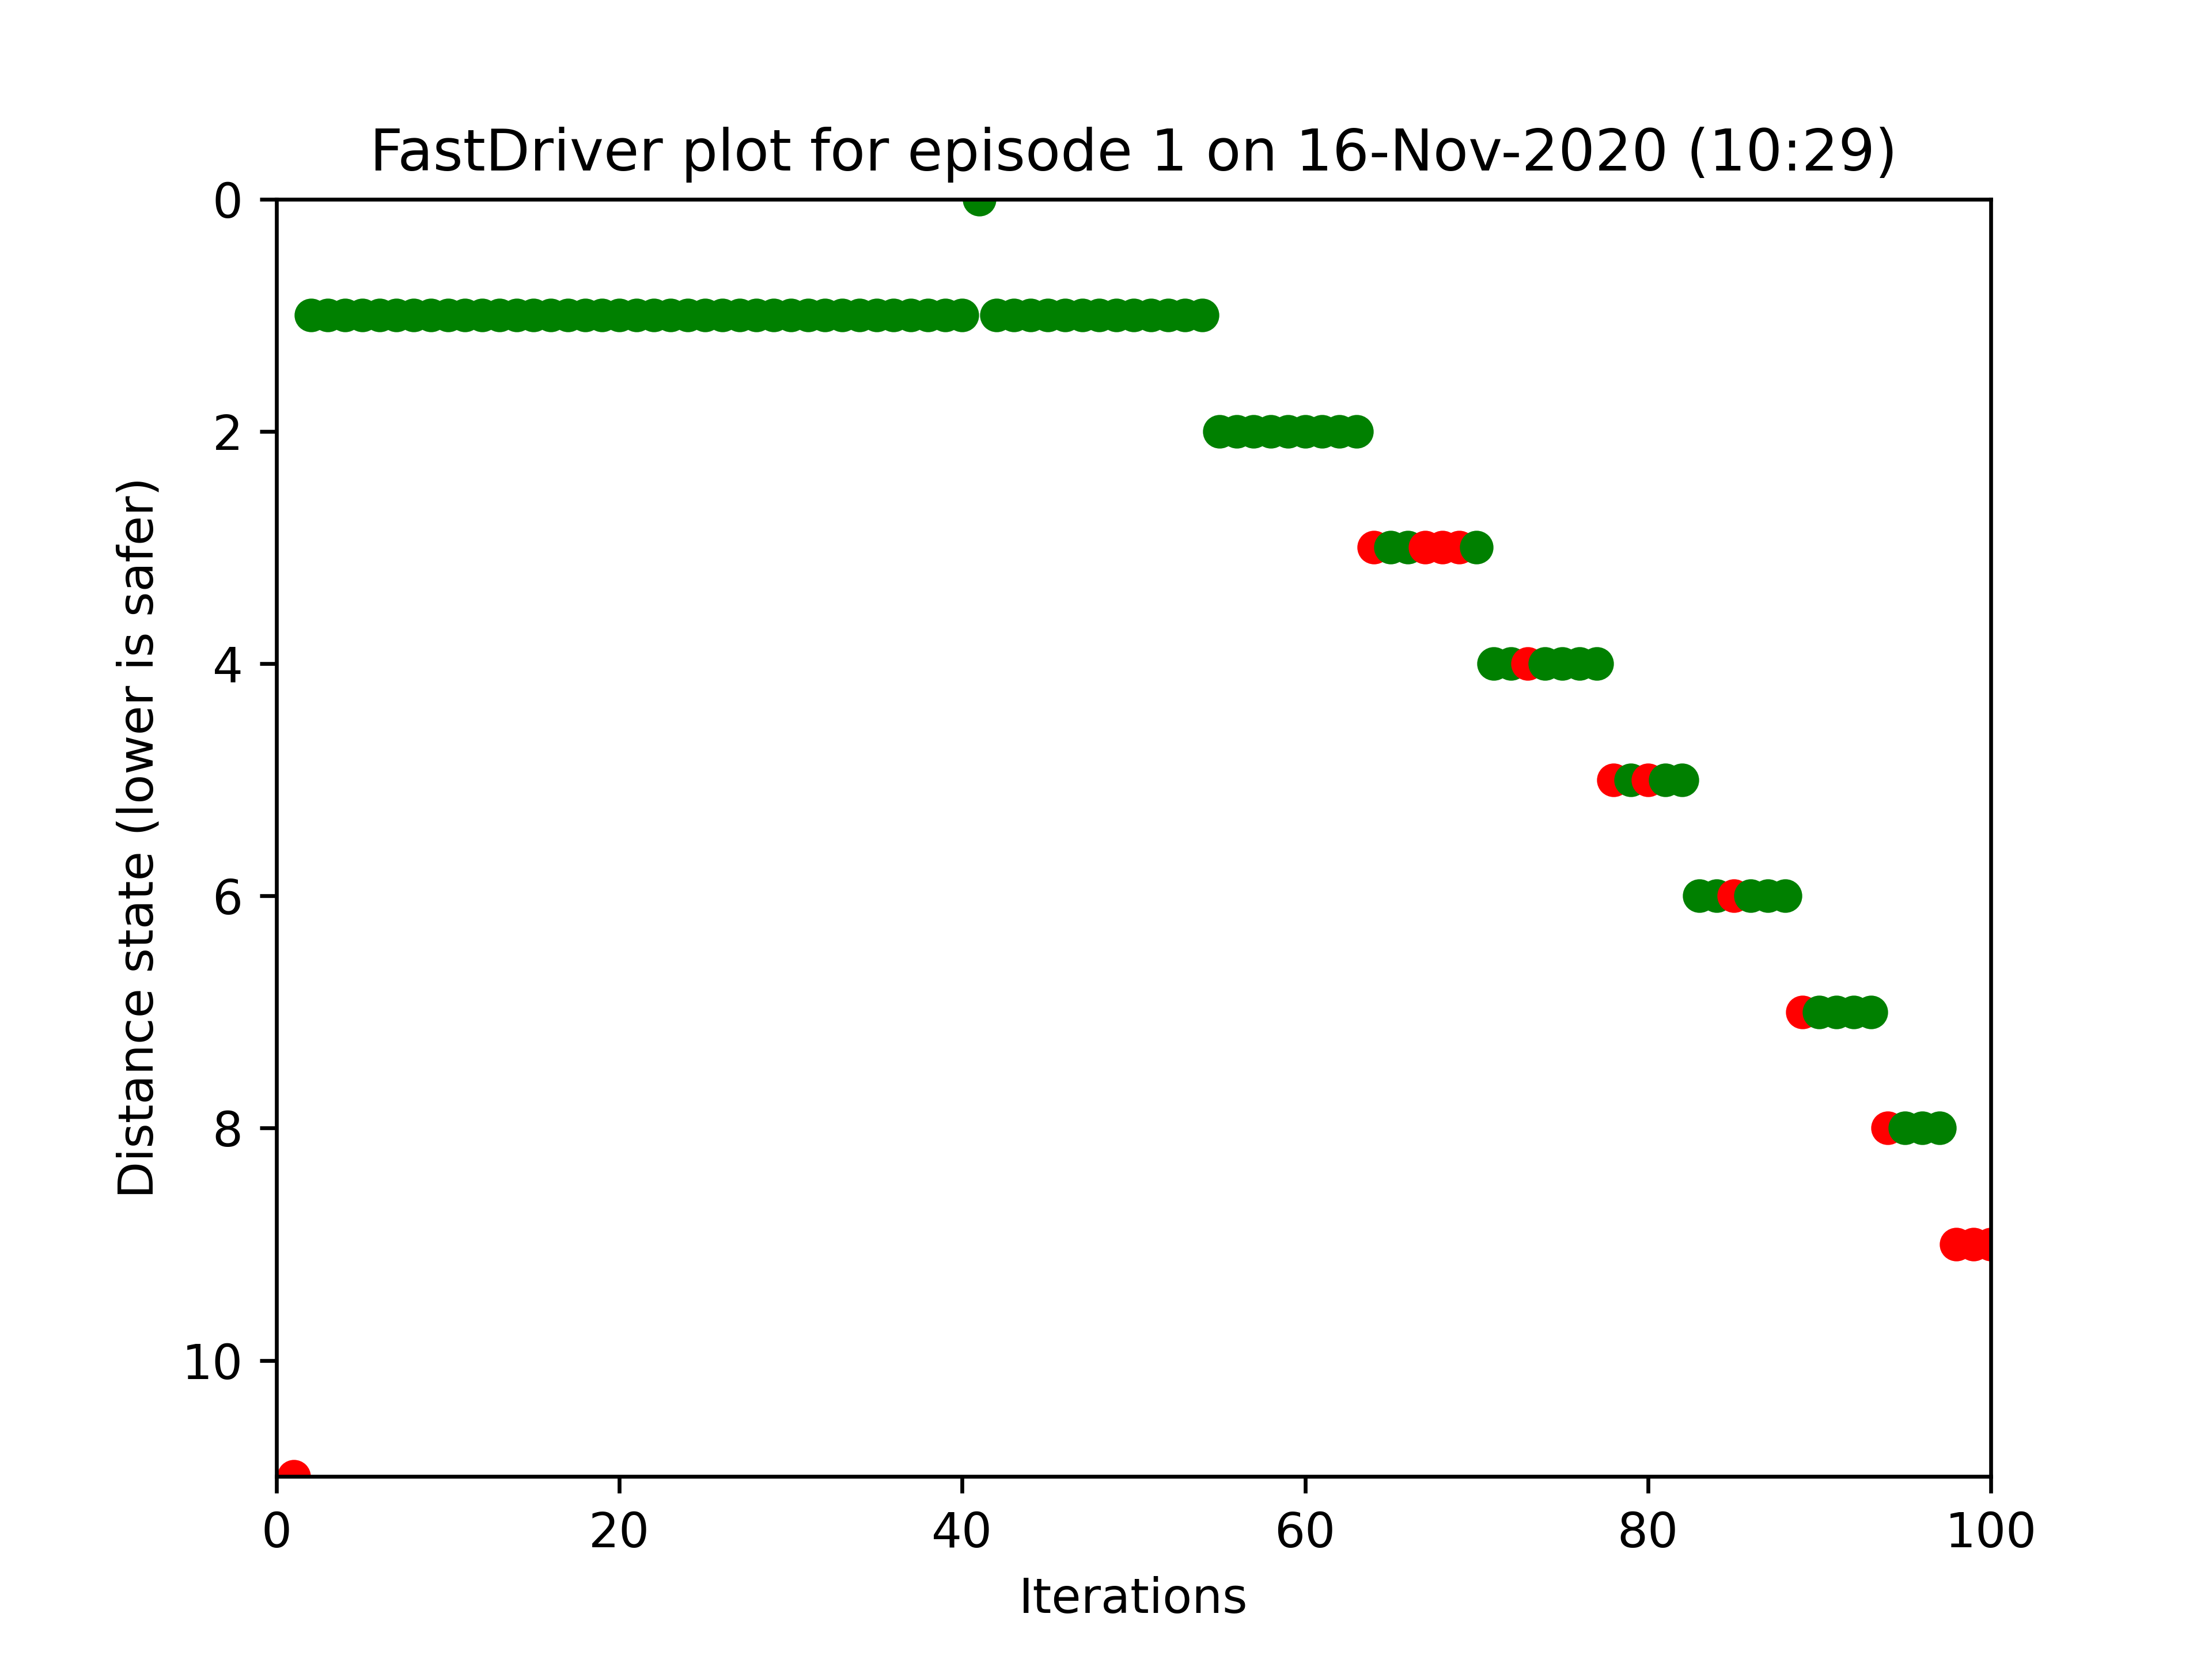 FastDriver plot for episode 1 on 16-Nov-2020 (10:29)
0
2
4
6
8
10
Distance state (lower is safer)
0 20 40 60 80 100
Iterations